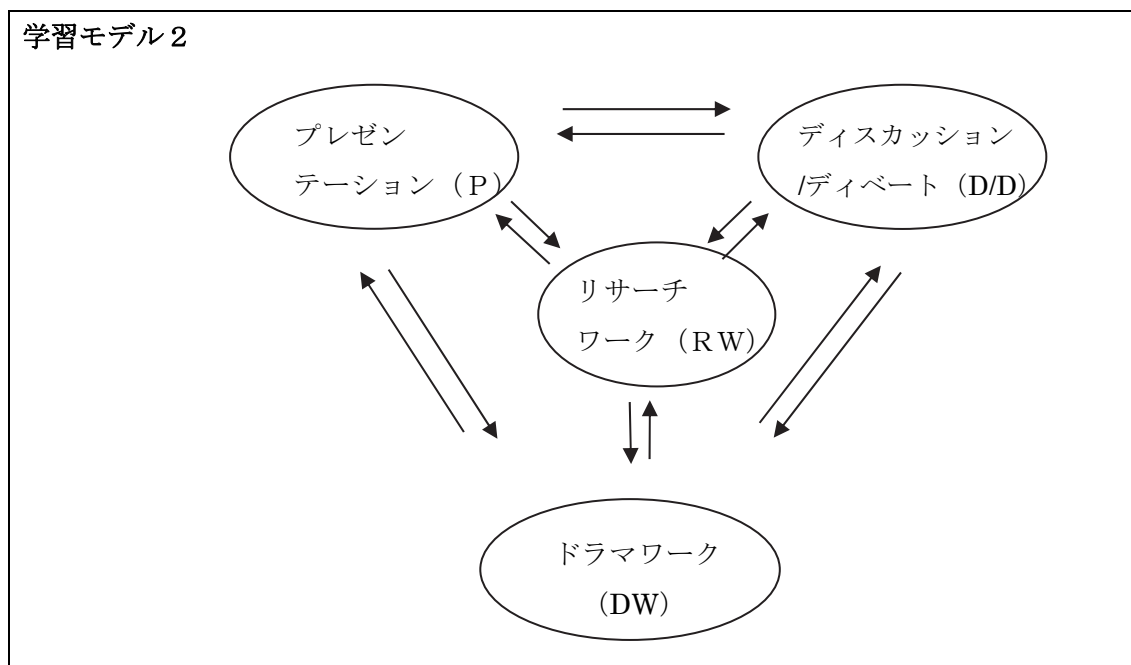 学習モデル２
プレゼン
テーション（Ｐ）
ディスカッション
/ディベート（D/D）
リサーチ
ワーク（ＲＷ）
ドラマワーク
（DW）